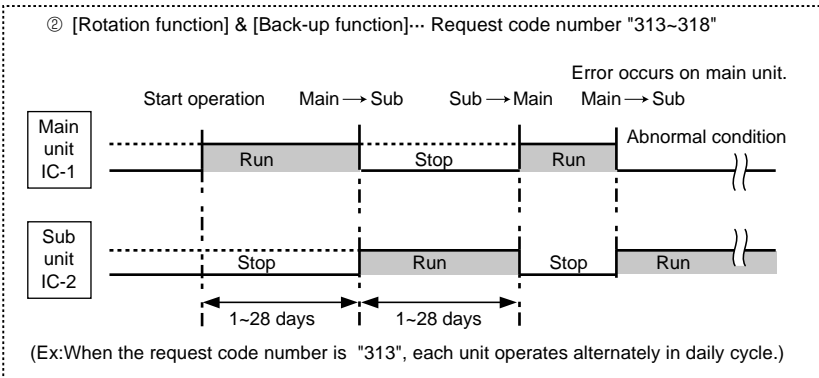 ② [Rotation function] & [Back-up function]··· Request code number "313~318"
Error occurs on main unit.
Start operation Main → Sub Sub → Main Main → Sub
Main
unit
IC-1
Abnormal condition
Run Stop Run
Sub
unit
IC-2
Stop Run Stop Run
1~28 days 1~28 days
(Ex:When the request code number is "313", each unit operates alternately in daily cycle.)